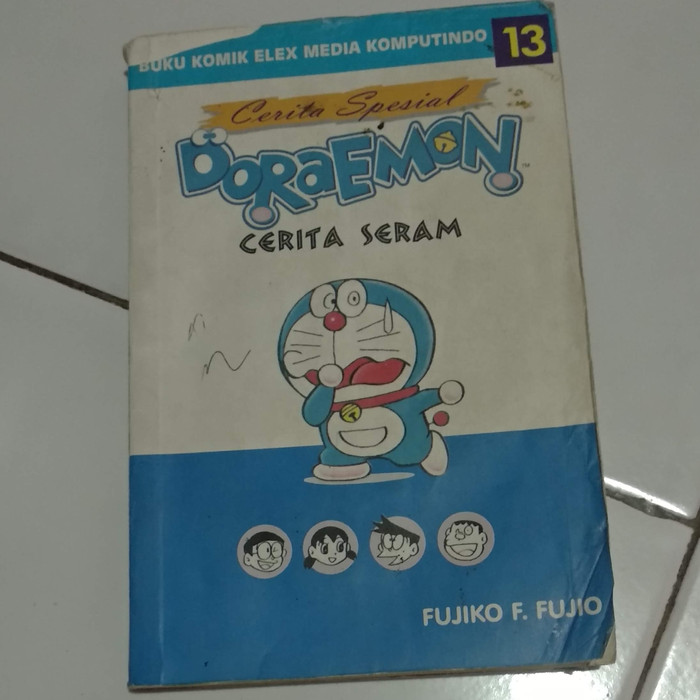 BUKU KOMIK ELEX MEDIA KOMPUTINDO 13
Cerita Spesial
DORAEMON
CERITA SERAM
FUJIKO F. FUJIO